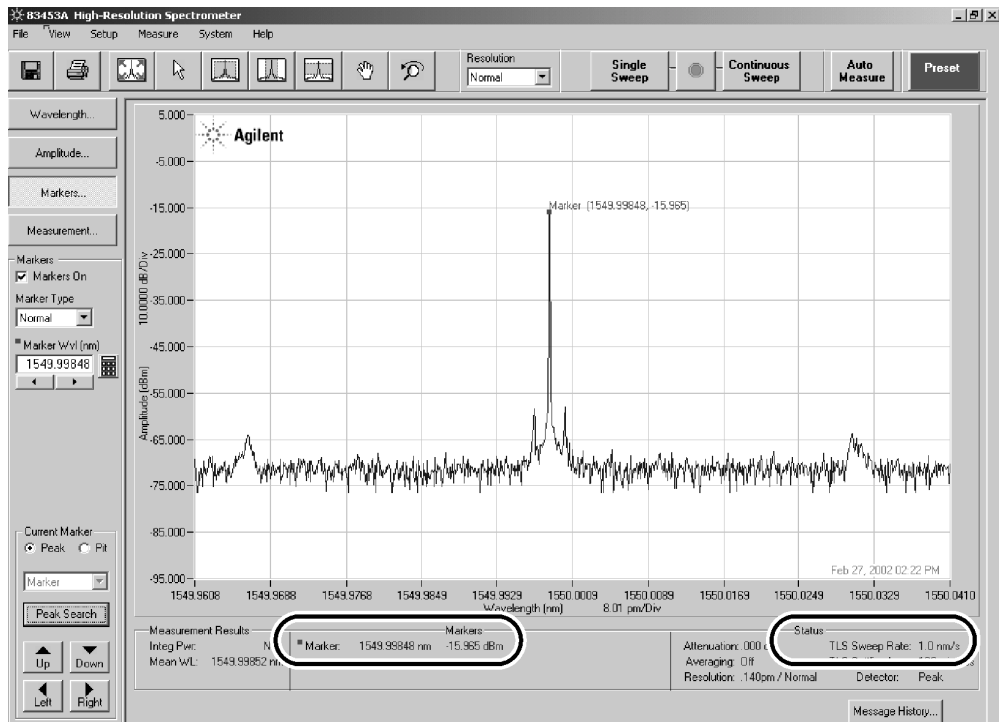 83453A High-Resolution Spectrometer
File View Setup Measure System Help
Resolution
Normal
Single Sweep
Continuous Sweep
Auto Measure
Preset
Wavelength...
Amplitude...
Markers...
Measurement...
Markers
Markers On
Marker Type
Normal
Marker Wvl (nm)
1549.99848
Current Marker
Peak Pit
Marker
Peak Search
Up Down
Left Right
Agilent
Marker (1549.99848, -15.965)
5.000
-5.000
-15.000
-25.000
-35.000
-45.000
-55.000
-65.000
-75.000
-85.000
-95.000
Amplitude (dBm) 10.0000 dB/Div
Feb 27, 2002 02:22 PM
1549.9608 1549.9688 1549.9768 1549.9849 1549.9929 1550.0009 1550.0089 1550.0169 1550.0249 1550.0329 1550.0410
Wavelength (nm) 8.01 pm/Div
Measurement Results
Integ Pwr:
Mean WL: 1549.99852 nm
Markers
Marker: 1549.99848 nm -15.965 dBm
Status
Attenuation: .000 TLS Sweep Rate: 1.0 nm/s
Averaging: Off
Resolution: .140pm / Normal Detector: Peak
Message History...